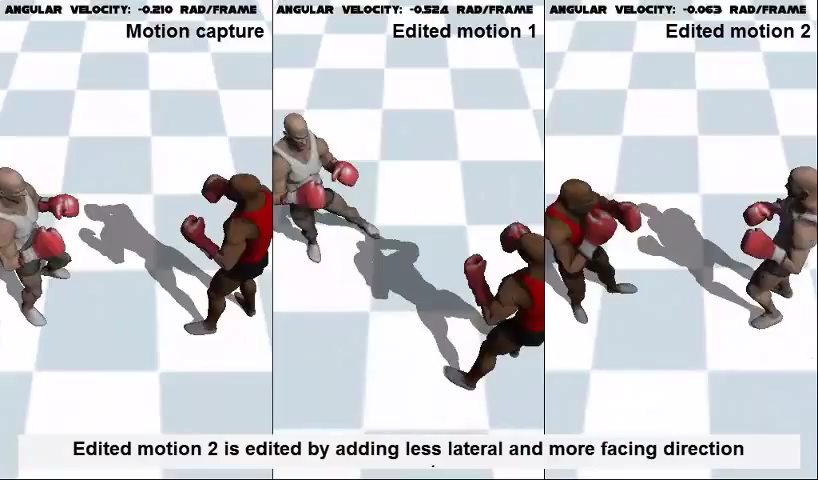 ANGULAR VELOCITY: -0.210 RAD/FRAME
Motion capture
ANGULAR VELOCITY: -0.524 RAD/FRAME
Edited motion 1
ANGULAR VELOCITY: -0.063 RAD/FRAME
Edited motion 2
Edited motion 2 is edited by adding less lateral and more facing direction
.